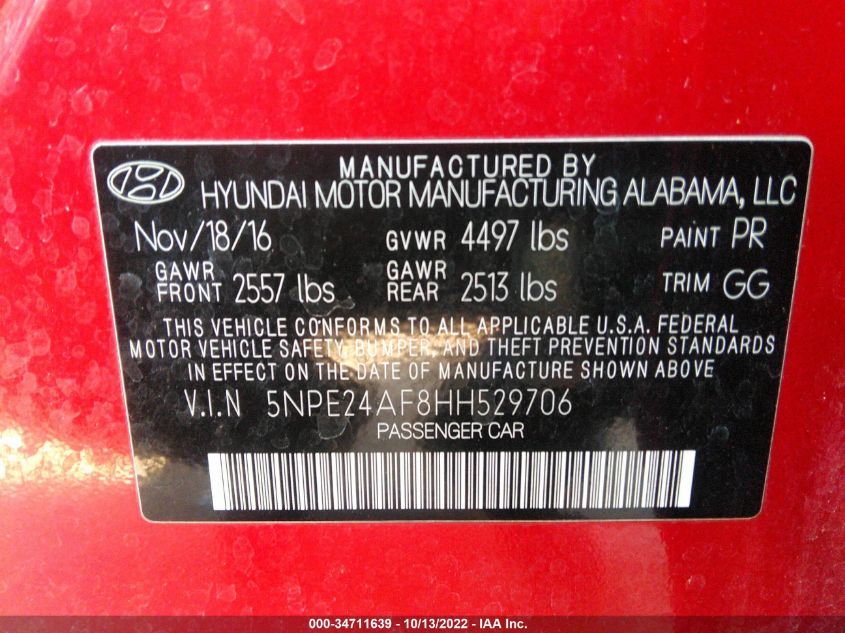 MANUFACTURED BY
HYUNDAI MOTOR MANUFACTURING ALABAMA, LLC
Nov/18/16 GVWR 4497 lbs PAINT PR
GAWR FRONT 2557 lbs GAWR REAR 2513 lbs TRIM GG
THIS VEHICLE CONFORMS TO ALL APPLICABLE U.S.A. FEDERAL
MOTOR VEHICLE SAFETY, BUMPER, AND THEFT PREVENTION STANDARDS
IN EFFECT ON THE DATE OF MANUFACTURE SHOWN ABOVE
V.I.N 5NPE24AF8HH529706
PASSENGER CAR
000-34711639 - 10/13/2022 - IAA Inc.